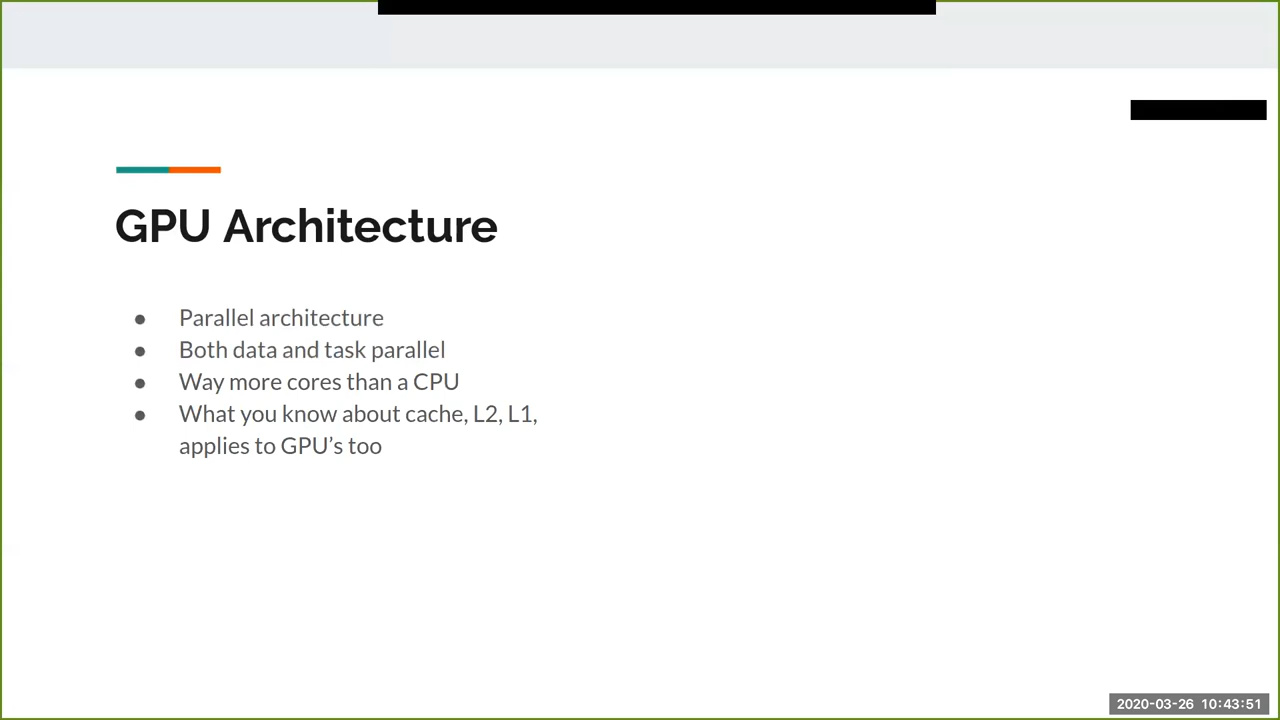 GPU Architecture
● Parallel architecture
● Both data and task parallel
● Way more cores than a CPU
● What you know about cache, L2, L1,
applies to GPU’s too
2020-03-26 10:43:51